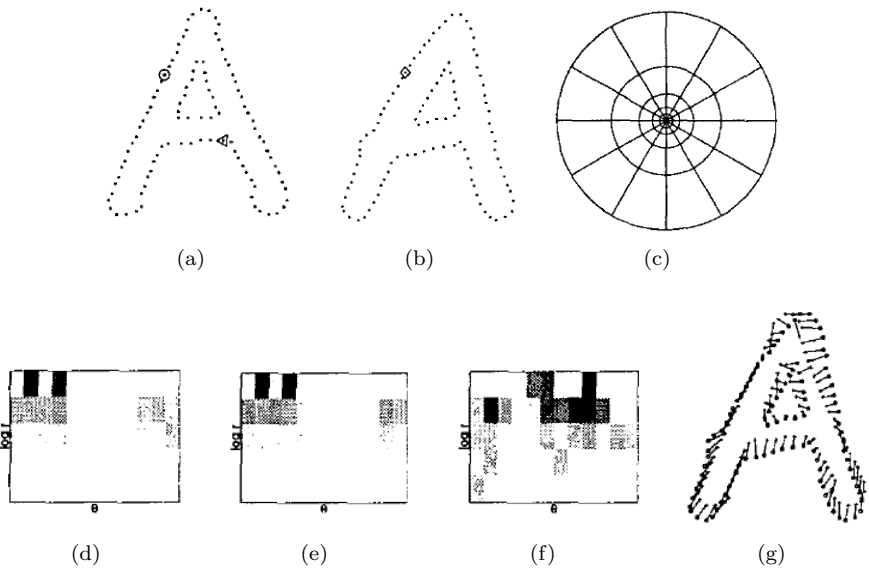 (a) (b) (c)
log r θ log r θ log r θ
(d) (e) (f) (g)